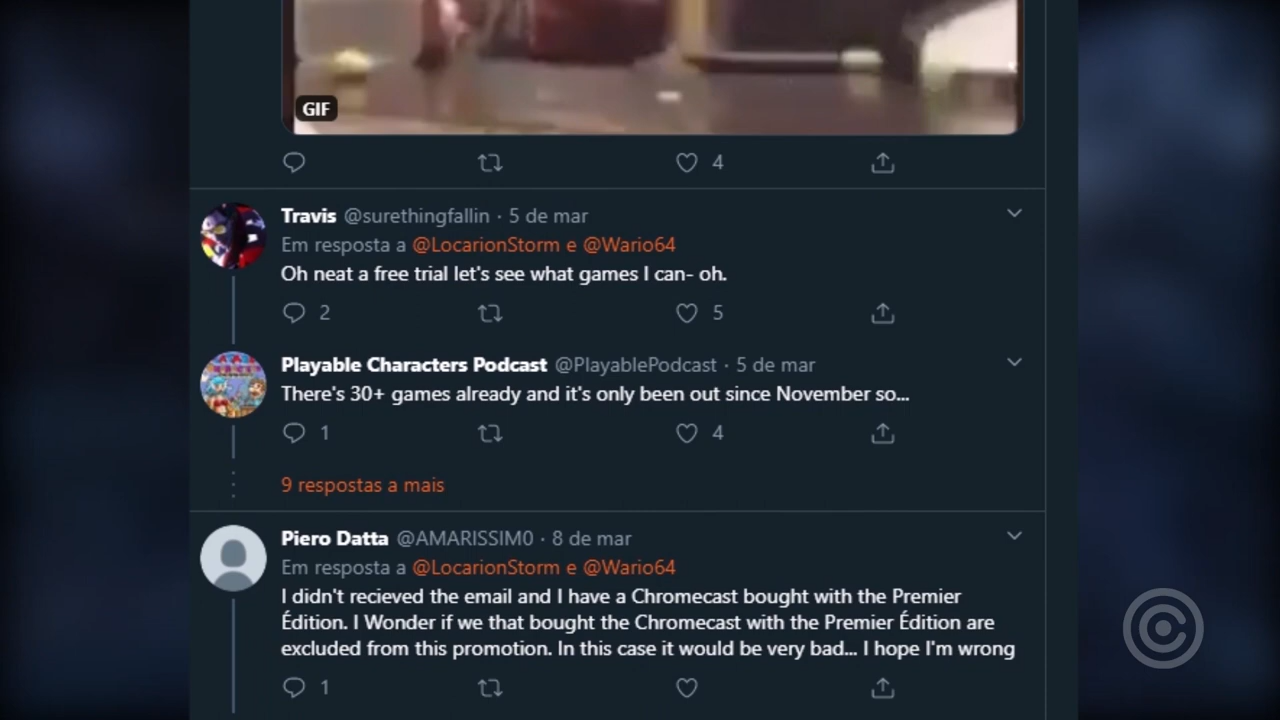 GIF
4
Travis @surethingfallin · 5 de mar
Em resposta a @LocarionStorm e @Wario64
Oh neat a free trial let's see what games I can- oh.
2 5
Playable Characters Podcast @PlayablePodcast · 5 de mar
There's 30+ games already and it's only been out since November so...
1 4
9 respostas a mais
Piero Datta @AMARISSIM0 · 8 de mar
Em resposta a @LocarionStorm e @Wario64
I didn't recieved the email and I have a Chromecast bought with the Premier
Édition. I Wonder if we that bought the Chromecast with the Premier Édition are
excluded from this promotion. In this case it would be very bad... I hope I'm wrong
1